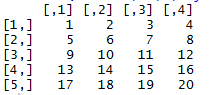 [,1] [,2] [,3] [,4]
[1,] 1 2 3 4
[2,] 5 6 7 8
[3,] 9 10 11 12
[4,] 13 14 15 16
[5,] 17 18 19 20